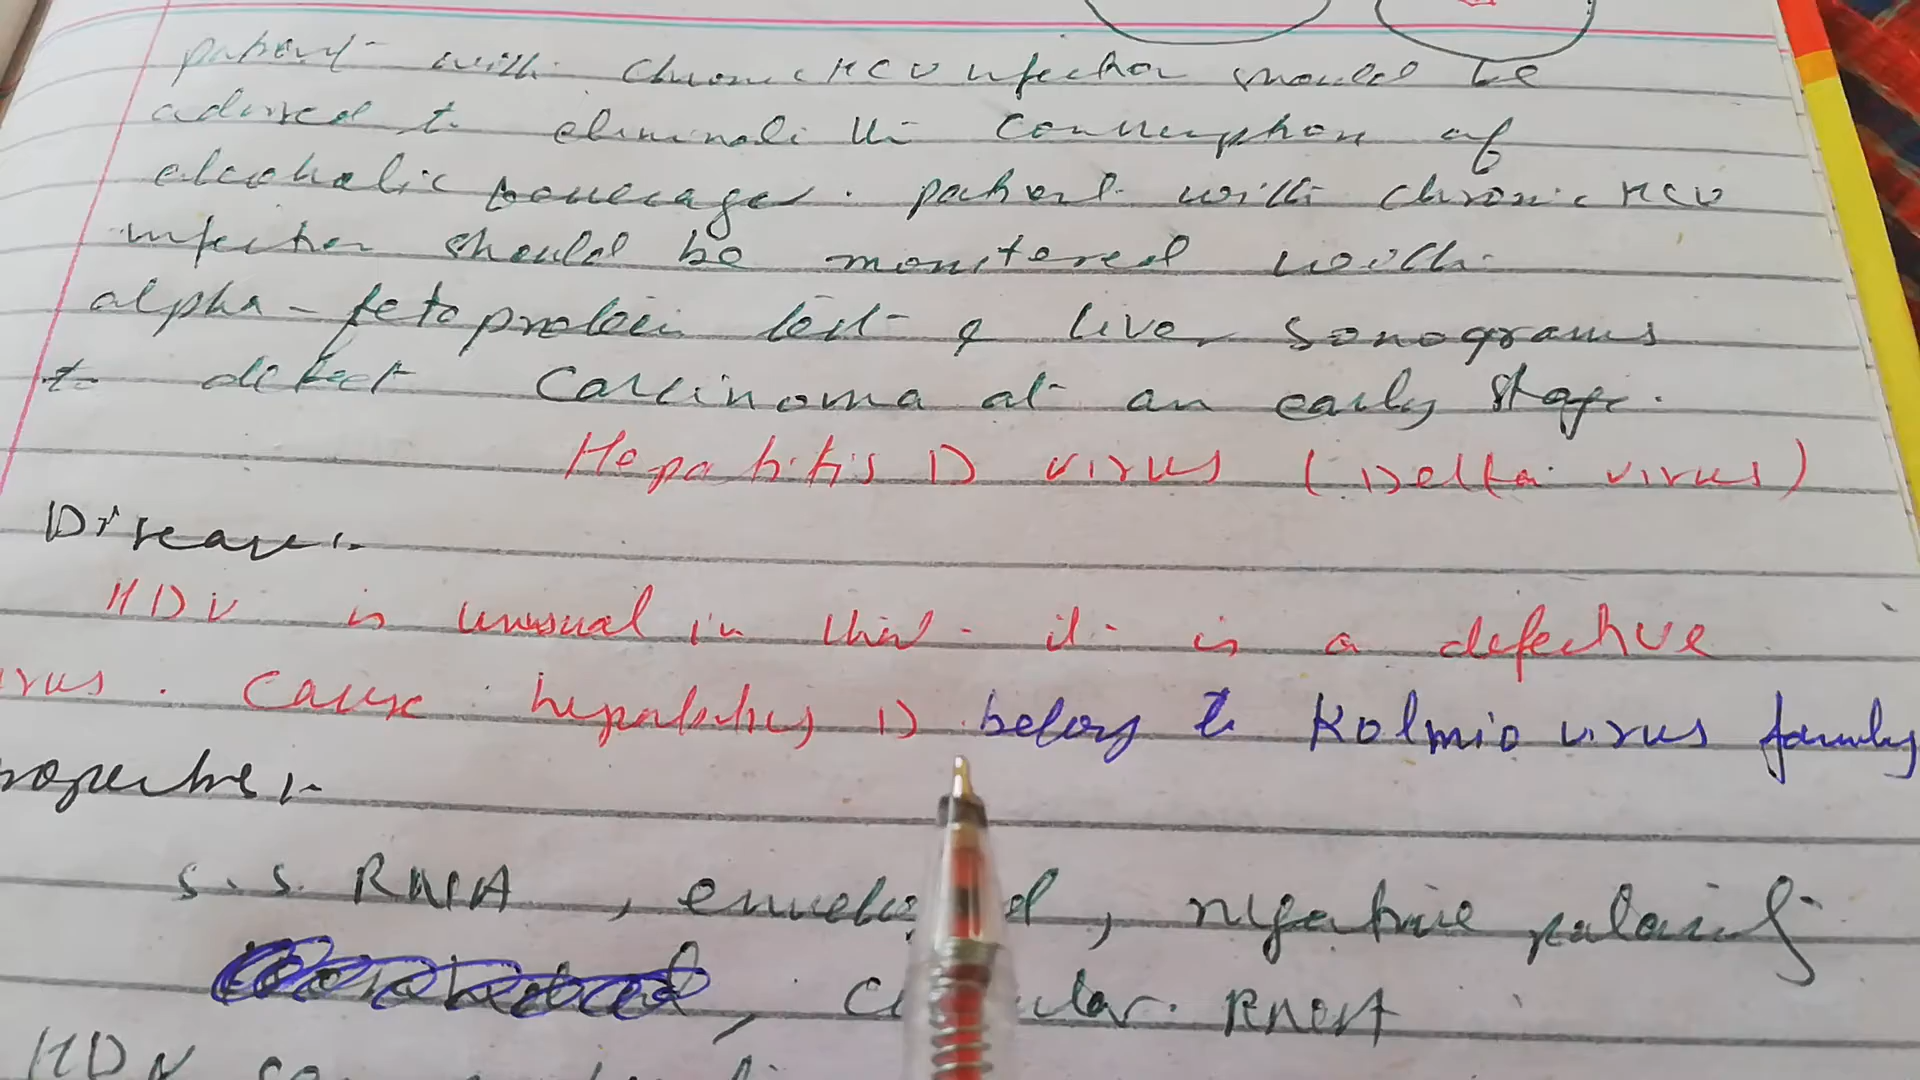 patient with chronic HCV infection should be
advised to eliminate the consumption of
alcoholic beverages. patient with chronic HCV
infection should be monitored with
alpha-fetoprotein test & liver sonograms
to detect Carcinoma at an early stage.
Hepatitis D virus (Delta virus)
Disease:-
HDV is unusual in that it is a defective
rus. Cause hepatitis D belong to Kolmio virus family
roperties:-
S.S. RNA, enveloped, negative polarity
, Circular RNA
HDV